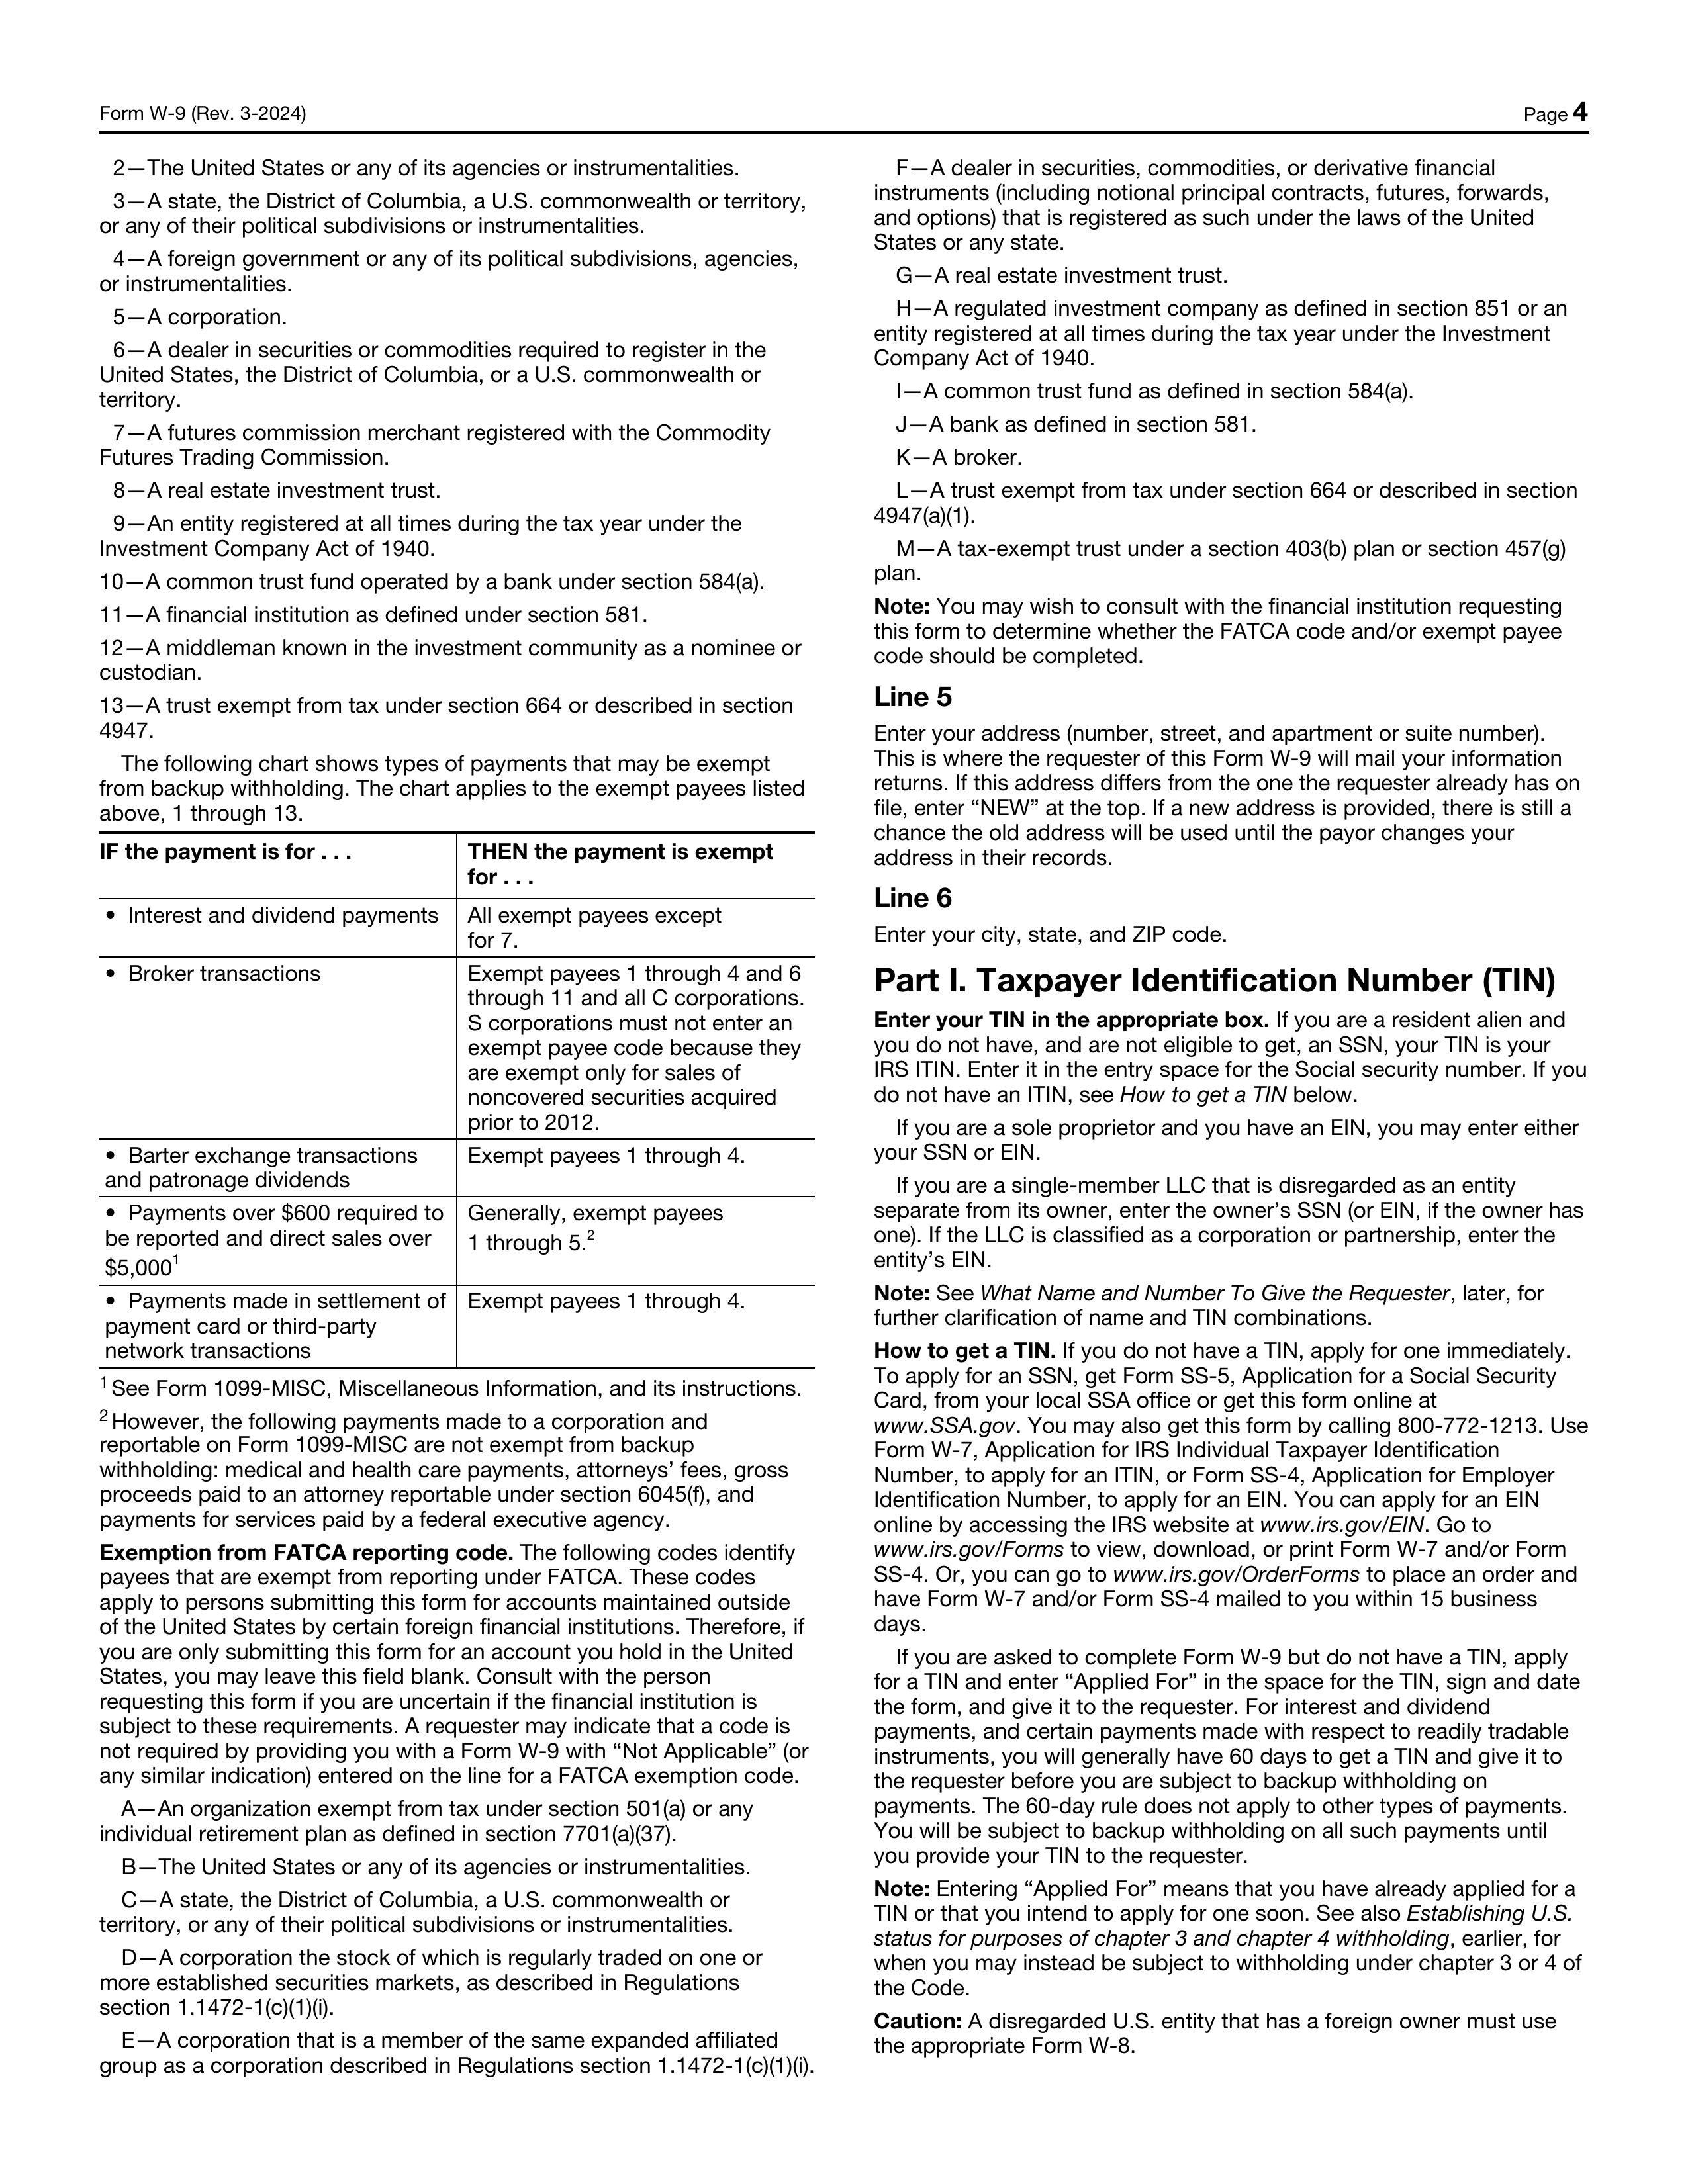 Form W-9 (Rev. 3-2024)
Page 4
2—The United States or any of its agencies or instrumentalities.
3—A state, the District of Columbia, a U.S. commonwealth or territory,
or any of their political subdivisions or instrumentalities.
4—A foreign government or any of its political subdivisions, agencies,
or instrumentalities.
5—A corporation.
6—A dealer in securities or commodities required to register in the
United States, the District of Columbia, or a U.S. commonwealth or
territory.
7—A futures commission merchant registered with the Commodity
Futures Trading Commission.
8—A real estate investment trust.
9—An entity registered at all times during the tax year under the
Investment Company Act of 1940.
10—A common trust fund operated by a bank under section 584(a).
11—A financial institution as defined under section 581.
12—A middleman known in the investment community as a nominee or
custodian.
13—A trust exempt from tax under section 664 or described in section
4947.
The following chart shows types of payments that may be exempt
from backup withholding. The chart applies to the exempt payees listed
above, 1 through 13.
IF the payment is for . . .
THEN the payment is exempt
for . . .
• Interest and dividend payments
All exempt payees except
for 7.
• Broker transactions
Exempt payees 1 through 4 and 6
through 11 and all C corporations.
S corporations must not enter an
exempt payee code because they
are exempt only for sales of
noncovered securities acquired
prior to 2012.
• Barter exchange transactions
and patronage dividends
Exempt payees 1 through 4.
• Payments over $600 required to
be reported and direct sales over
$5,000¹
Generally, exempt payees
1 through 5.²
• Payments made in settlement of
payment card or third-party
network transactions
Exempt payees 1 through 4.
¹ See Form 1099-MISC, Miscellaneous Information, and its instructions.
² However, the following payments made to a corporation and
reportable on Form 1099-MISC are not exempt from backup
withholding: medical and health care payments, attorneys’ fees, gross
proceeds paid to an attorney reportable under section 6045(f), and
payments for services paid by a federal executive agency.
Exemption from FATCA reporting code. The following codes identify
payees that are exempt from reporting under FATCA. These codes
apply to persons submitting this form for accounts maintained outside
of the United States by certain foreign financial institutions. Therefore, if
you are only submitting this form for an account you hold in the United
States, you may leave this field blank. Consult with the person
requesting this form if you are uncertain if the financial institution is
subject to these requirements. A requester may indicate that a code is
not required by providing you with a Form W-9 with “Not Applicable” (or
any similar indication) entered on the line for a FATCA exemption code.
A—An organization exempt from tax under section 501(a) or any
individual retirement plan as defined in section 7701(a)(37).
B—The United States or any of its agencies or instrumentalities.
C—A state, the District of Columbia, a U.S. commonwealth or
territory, or any of their political subdivisions or instrumentalities.
D—A corporation the stock of which is regularly traded on one or
more established securities markets, as described in Regulations
section 1.1472-1(c)(1)(i).
E—A corporation that is a member of the same expanded affiliated
group as a corporation described in Regulations section 1.1472-1(c)(1)(i).
F—A dealer in securities, commodities, or derivative financial
instruments (including notional principal contracts, futures, forwards,
and options) that is registered as such under the laws of the United
States or any state.
G—A real estate investment trust.
H—A regulated investment company as defined in section 851 or an
entity registered at all times during the tax year under the Investment
Company Act of 1940.
I—A common trust fund as defined in section 584(a).
J—A bank as defined in section 581.
K—A broker.
L—A trust exempt from tax under section 664 or described in section
4947(a)(1).
M—A tax-exempt trust under a section 403(b) plan or section 457(g)
plan.
Note: You may wish to consult with the financial institution requesting
this form to determine whether the FATCA code and/or exempt payee
code should be completed.
Line 5
Enter your address (number, street, and apartment or suite number).
This is where the requester of this Form W-9 will mail your information
returns. If this address differs from the one the requester already has on
file, enter “NEW” at the top. If a new address is provided, there is still a
chance the old address will be used until the payor changes your
address in their records.
Line 6
Enter your city, state, and ZIP code.
Part I. Taxpayer Identification Number (TIN)
Enter your TIN in the appropriate box. If you are a resident alien and
you do not have, and are not eligible to get, an SSN, your TIN is your
IRS ITIN. Enter it in the entry space for the Social security number. If you
do not have an ITIN, see How to get a TIN below.
If you are a sole proprietor and you have an EIN, you may enter either
your SSN or EIN.
If you are a single-member LLC that is disregarded as an entity
separate from its owner, enter the owner’s SSN (or EIN, if the owner has
one). If the LLC is classified as a corporation or partnership, enter the
entity’s EIN.
Note: See What Name and Number To Give the Requester, later, for
further clarification of name and TIN combinations.
How to get a TIN. If you do not have a TIN, apply for one immediately.
To apply for an SSN, get Form SS-5, Application for a Social Security
Card, from your local SSA office or get this form online at
www.SSA.gov. You may also get this form by calling 800-772-1213. Use
Form W-7, Application for IRS Individual Taxpayer Identification
Number, to apply for an ITIN, or Form SS-4, Application for Employer
Identification Number, to apply for an EIN. You can apply for an EIN
online by accessing the IRS website at www.irs.gov/EIN. Go to
www.irs.gov/Forms to view, download, or print Form W-7 and/or Form
SS-4. Or, you can go to www.irs.gov/OrderForms to place an order and
have Form W-7 and/or Form SS-4 mailed to you within 15 business
days.
If you are asked to complete Form W-9 but do not have a TIN, apply
for a TIN and enter “Applied For” in the space for the TIN, sign and date
the form, and give it to the requester. For interest and dividend
payments, and certain payments made with respect to readily tradable
instruments, you will generally have 60 days to get a TIN and give it to
the requester before you are subject to backup withholding on
payments. The 60-day rule does not apply to other types of payments.
You will be subject to backup withholding on all such payments until
you provide your TIN to the requester.
Note: Entering “Applied For” means that you have already applied for a
TIN or that you intend to apply for one soon. See also Establishing U.S.
status for purposes of chapter 3 and chapter 4 withholding, earlier, for
when you may instead be subject to withholding under chapter 3 or 4 of
the Code.
Caution: A disregarded U.S. entity that has a foreign owner must use
the appropriate Form W-8.